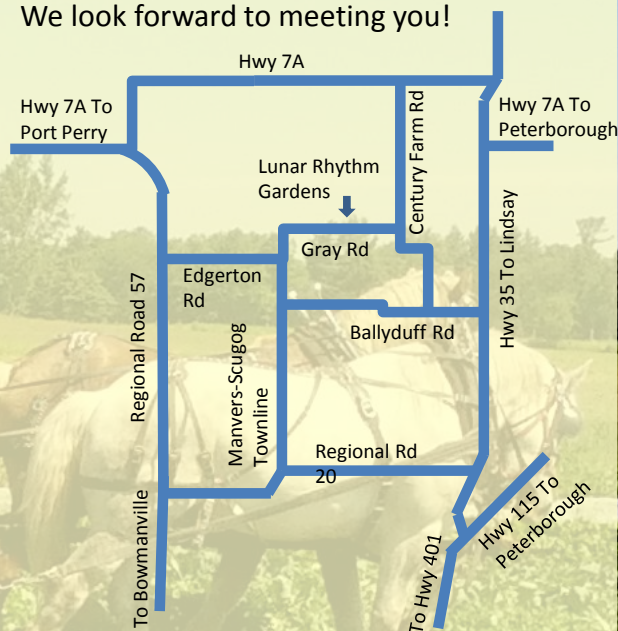 We look forward to meeting you!
Hwy 7A
Hwy 7A To
Port Perry
Century Farm Rd
Hwy 7A To
Peterborough
Lunar Rhythm
Gardens
Gray Rd
Edgerton
Rd
Hwy 35 To Lindsay
Regional Road 57
Ballyduff Rd
Manvers-Scugog
Townline
Regional Rd
20
Hwy 115 To
Peterborough
To Bowmanville
To Hwy 401